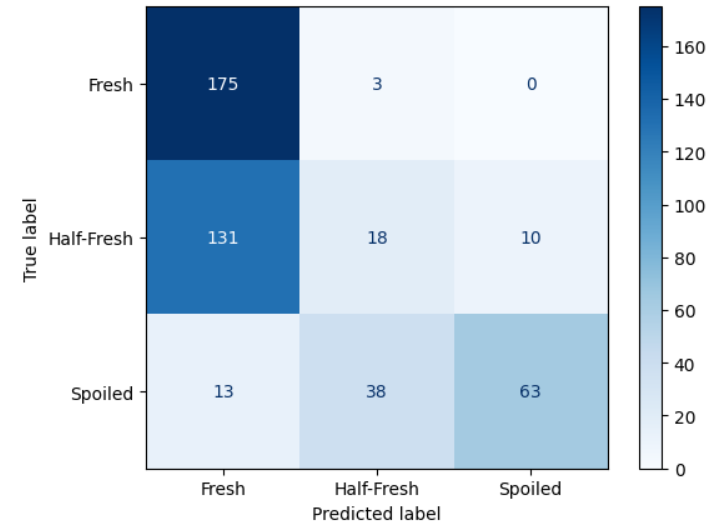 Fresh 175 3 0
Half-Fresh 131 18 10
Spoiled 13 38 63
Fresh Half-Fresh Spoiled
Predicted label
True label
160
140
120
100
80
60
40
20
0